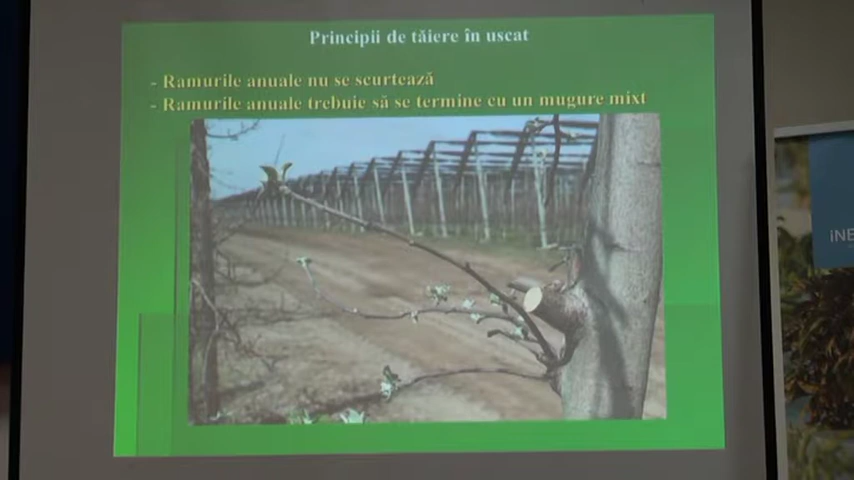 Principii de tăiere în uscat
- Ramurile anuale nu se scurtează
- Ramurile anuale trebuie să se termine cu un mugure mixt